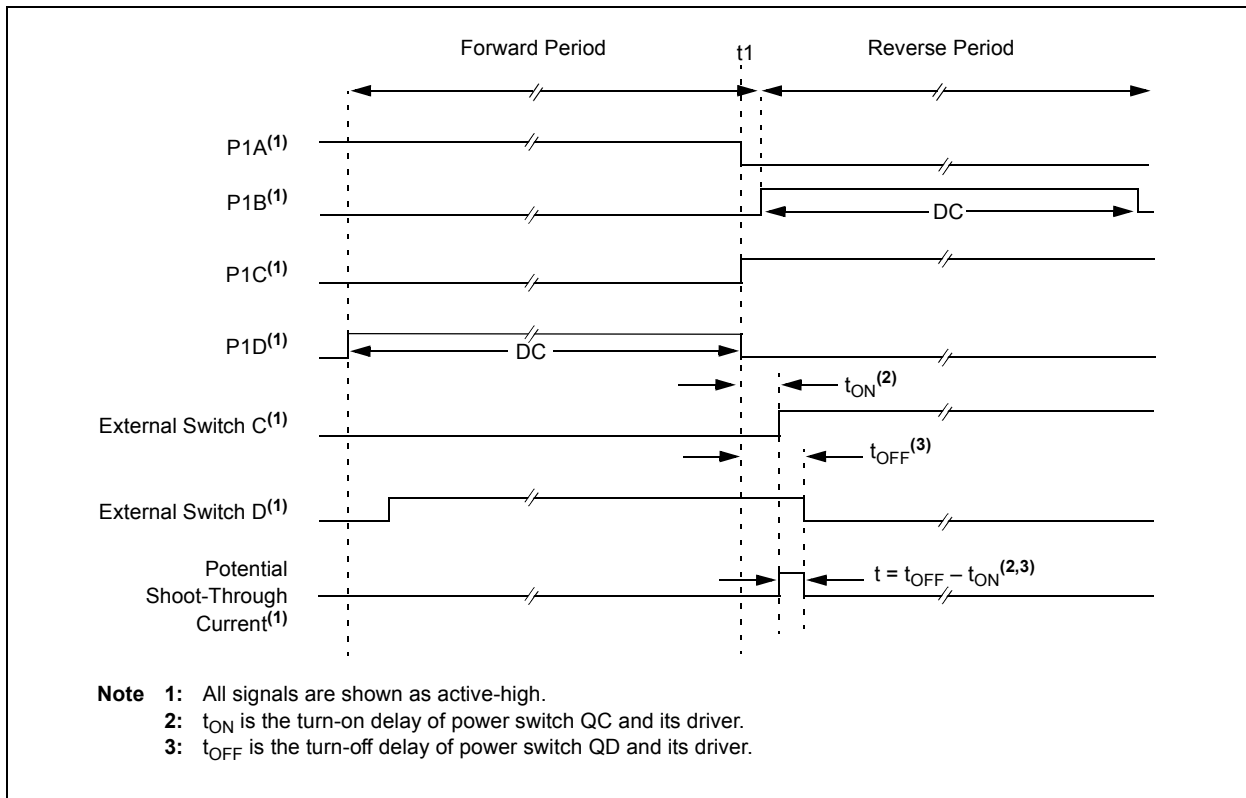 Forward Period
t1
Reverse Period
P1A(1)
P1B(1)
DC
P1C(1)
P1D(1)
DC
tON(2)
External Switch C(1)
tOFF(3)
External Switch D(1)
Potential
Shoot-Through
Current(1)
t = tOFF – tON(2,3)
Note 1: All signals are shown as active-high.
2: tON is the turn-on delay of power switch QC and its driver.
3: tOFF is the turn-off delay of power switch QD and its driver.